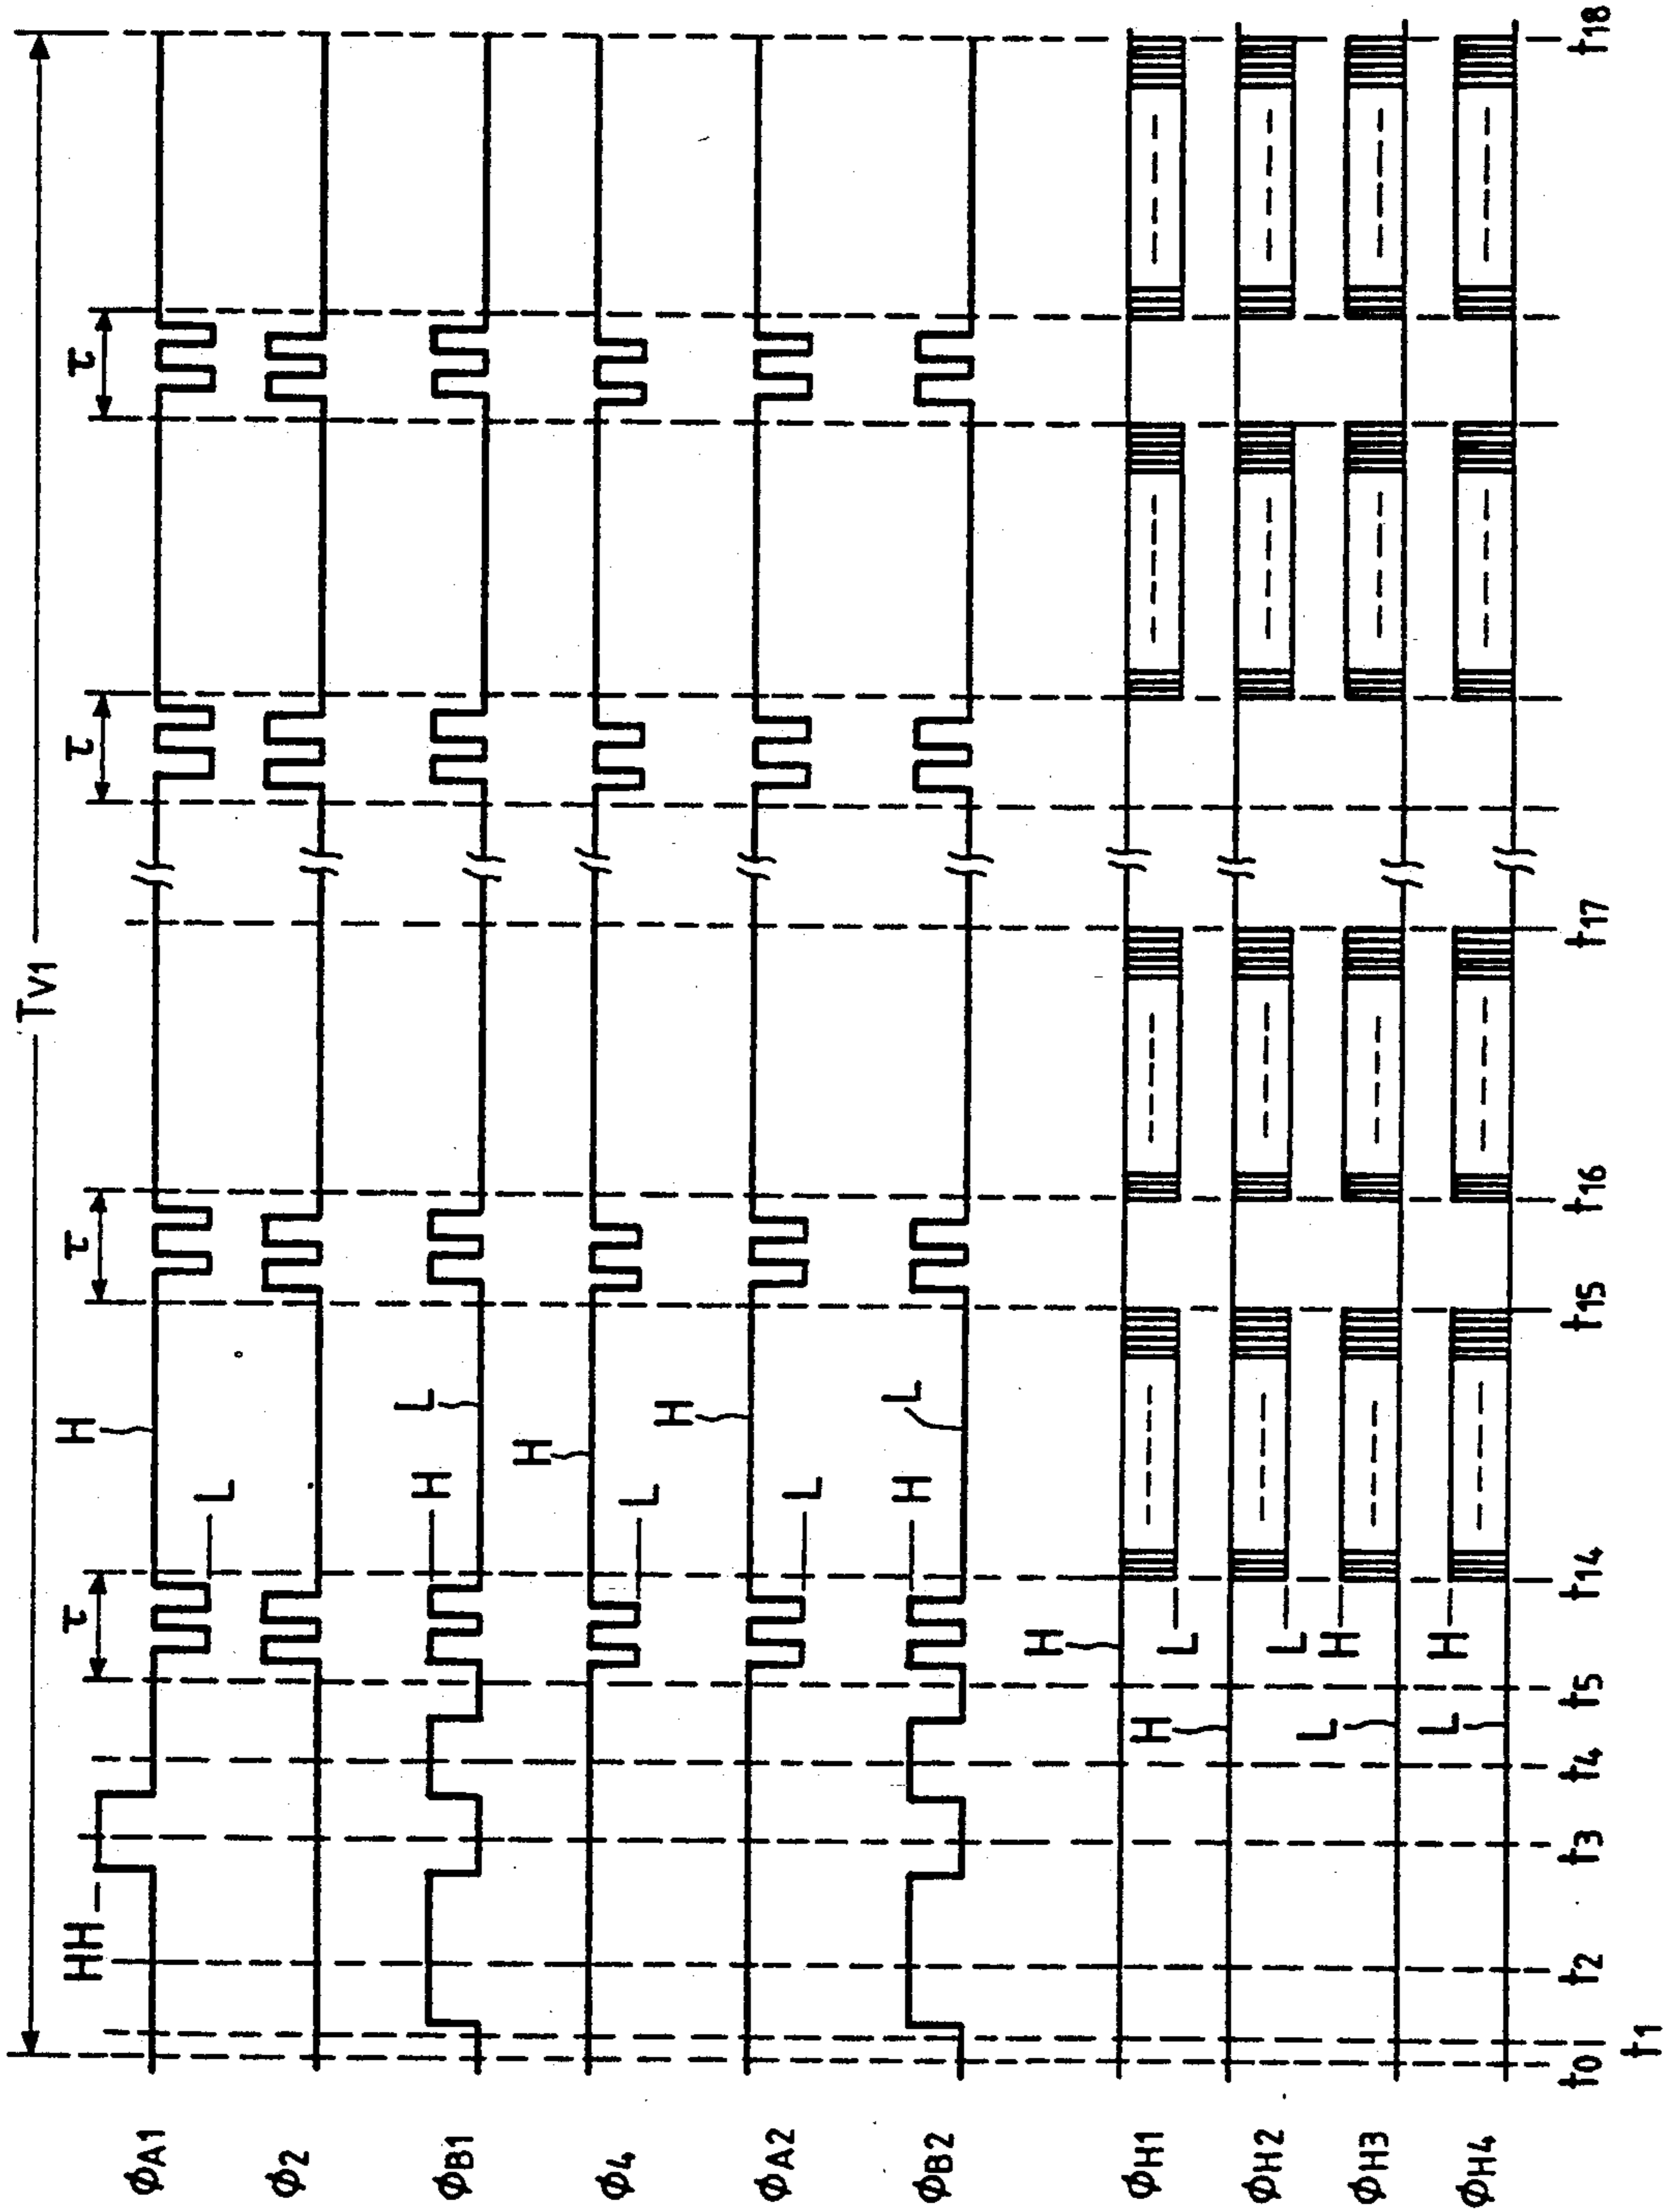 TV1
τ τ τ τ
ΦA1 HH L H
Φ2
ΦB1 H L
Φ4 L H
ΦA2 L H
ΦB2 H L
ΦH1 H L
ΦH2 H L
ΦH3 L H
ΦH4 L H
t0 t2 t3 t4 t5 t14 t15 t16 t17 t18
t1